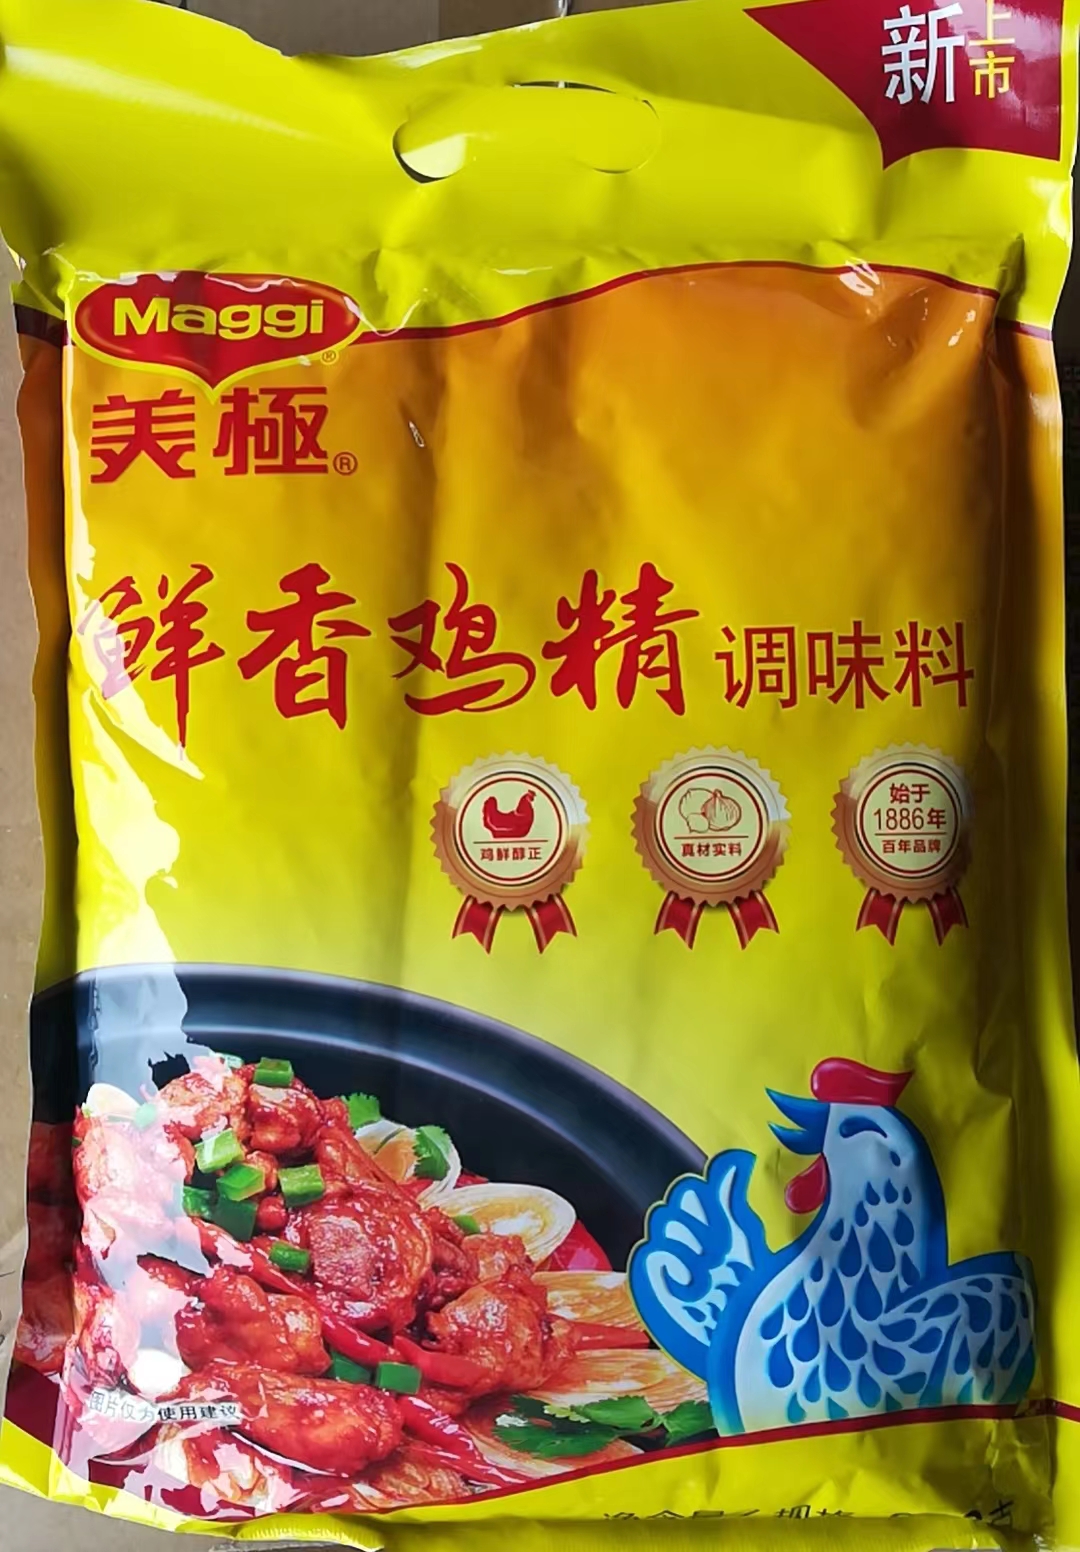 新上市
Maggi
®
美極®
鲜香鸡精调味料
鸡鲜醇正
真材实料
始于
1886年
百年品牌
图片仅为使用建议